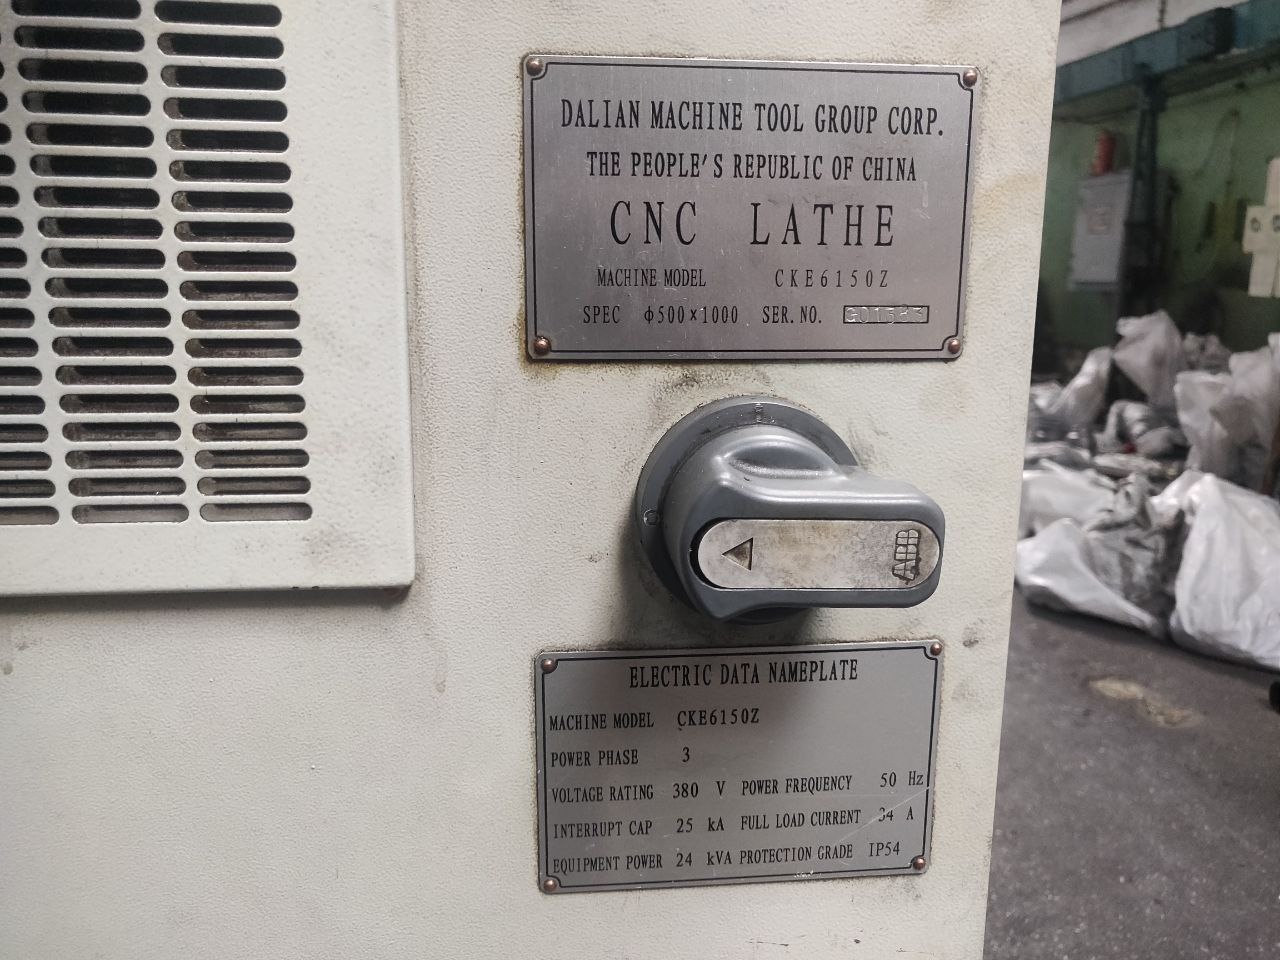 DALIAN MACHINE TOOL GROUP CORP.
THE PEOPLE'S REPUBLIC OF CHINA
CNC LATHE
MACHINE MODEL CKE6150Z
SPEC Φ500×1000 SER. NO.
ABB
ELECTRIC DATA NAMEPLATE
MACHINE MODEL CKE6150Z
POWER PHASE 3
VOLTAGE RATING 380 V POWER FREQUENCY 50 Hz
INTERRUPT CAP 25 kA FULL LOAD CURRENT 34 A
EQUIPMENT POWER 24 kVA PROTECTION GRADE IP54